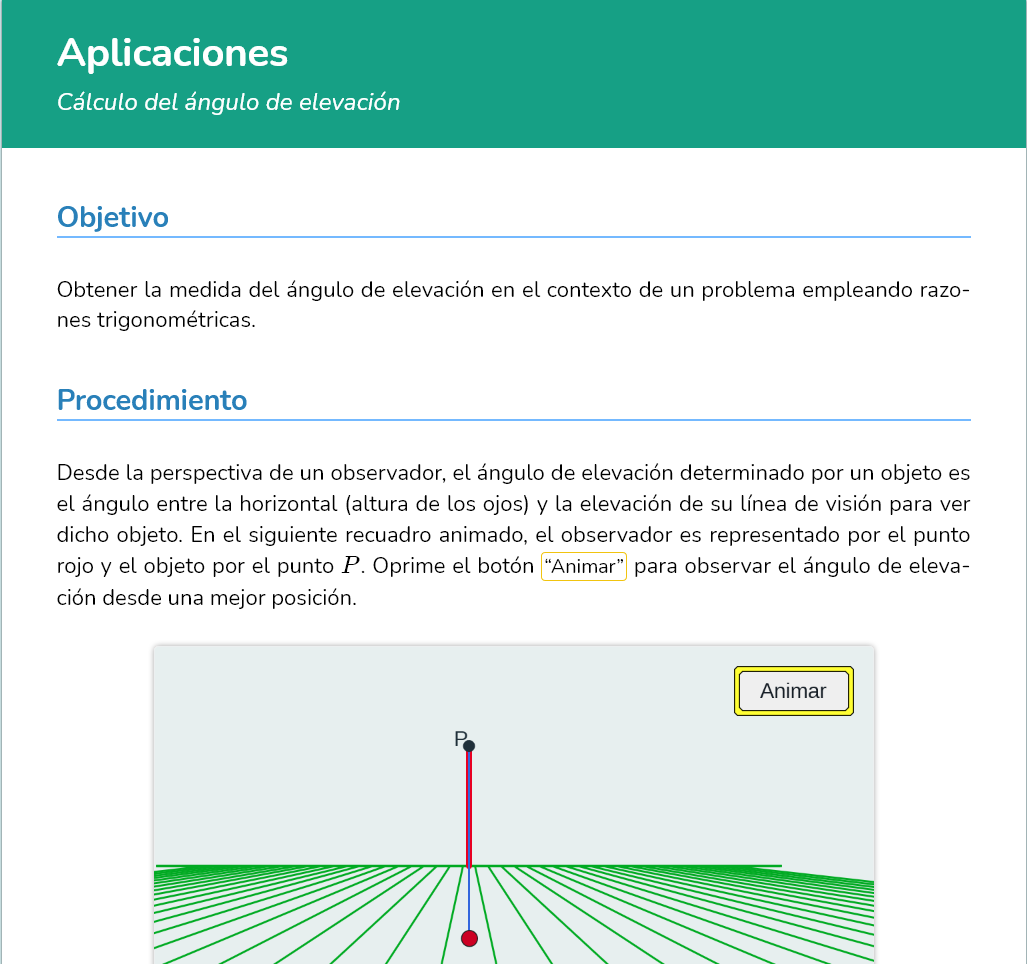 Aplicaciones
Cálculo del ángulo de elevación
Objetivo
Obtener la medida del ángulo de elevación en el contexto de un problema empleando razo-
nes trigonométricas.
Procedimiento
Desde la perspectiva de un observador, el ángulo de elevación determinado por un objeto es
el ángulo entre la horizontal (altura de los ojos) y la elevación de su línea de visión para ver
dicho objeto. En el siguiente recuadro animado, el observador es representado por el punto
rojo y el objeto por el punto P. Oprime el botón “Animar” para observar el ángulo de eleva-
ción desde una mejor posición.
Animar
P